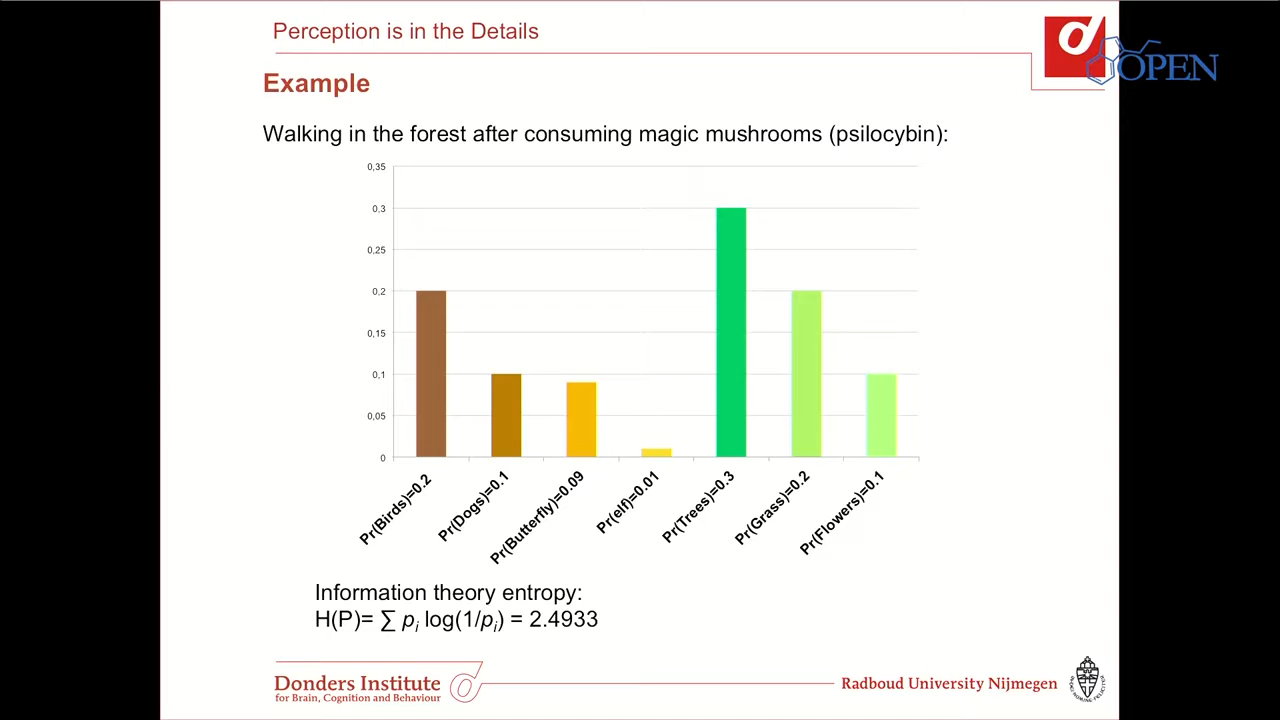 Perception is in the Details
OPEN
Example
Walking in the forest after consuming magic mushrooms (psilocybin):
0,35
0,3
0,25
0,2
0,15
0,1
0,05
0
Pr(Birds)=0.2
Pr(Dogs)=0.1
Pr(Butterfly)=0.09
Pr(elf)=0.01
Pr(Trees)=0.3
Pr(Grass)=0.2
Pr(Flowers)=0.1
Information theory entropy:
H(P)= ∑ pᵢ log(1/pᵢ) = 2.4933
Donders Institute
for Brain, Cognition and Behaviour
Radboud University Nijmegen